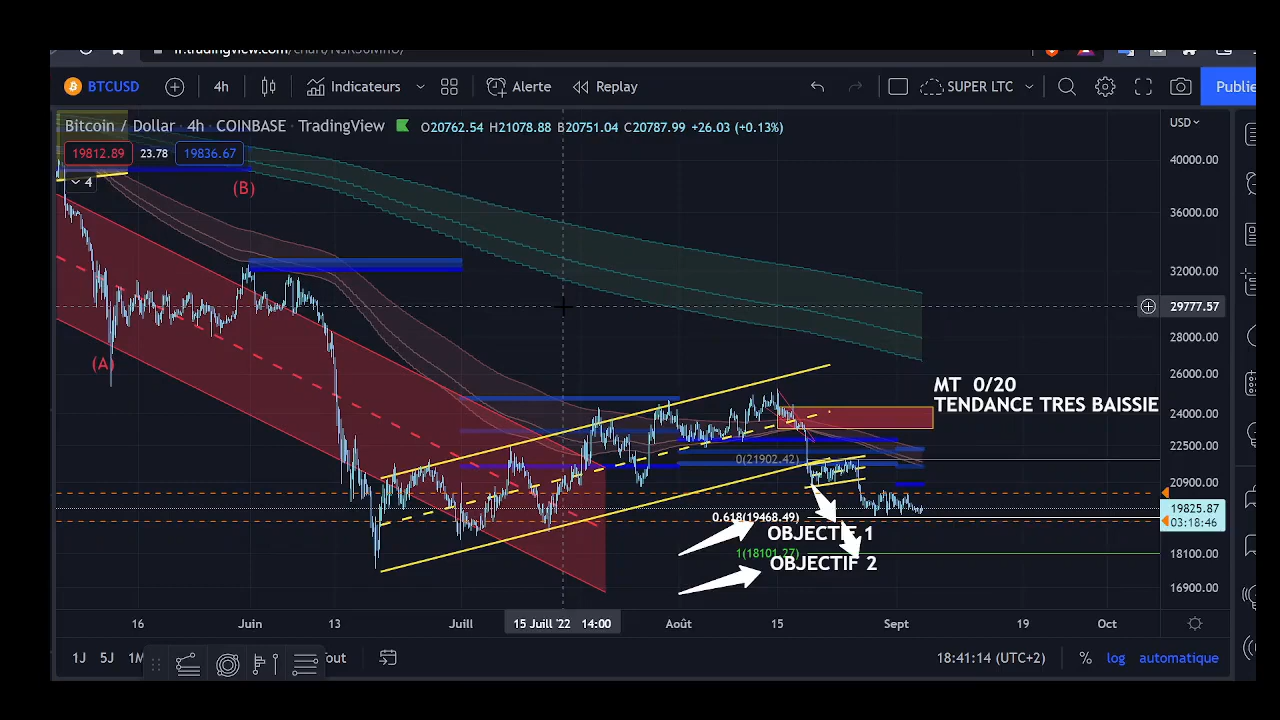 BTCUSD
4h
Indicateurs
Alerte
Replay
SUPER LTC
Publie
Bitcoin / Dollar · 4h · COINBASE · TradingView
O20762.54 H21078.88 B20751.04 C20787.99 +26.03 (+0.13%)
USD
19812.89
23.78
19836.67
4
(B)
(A)
40000.00
36000.00
32000.00
29777.57
28000.00
26000.00
24000.00
22500.00
20900.00
19825.87
03:18:46
18100.00
16900.00
MT 0/20
TENDANCE TRES BAISSIE
0(21902.42)
0.618(19468.49)
OBJECTIF 1
1(18101.27)
OBJECTIF 2
16
Juin
13
Juill
15 Juill '22 14:00
Août
15
Sept
19
Oct
1J
5J
1M
Tout
18:41:14 (UTC+2)
%
log
automatique